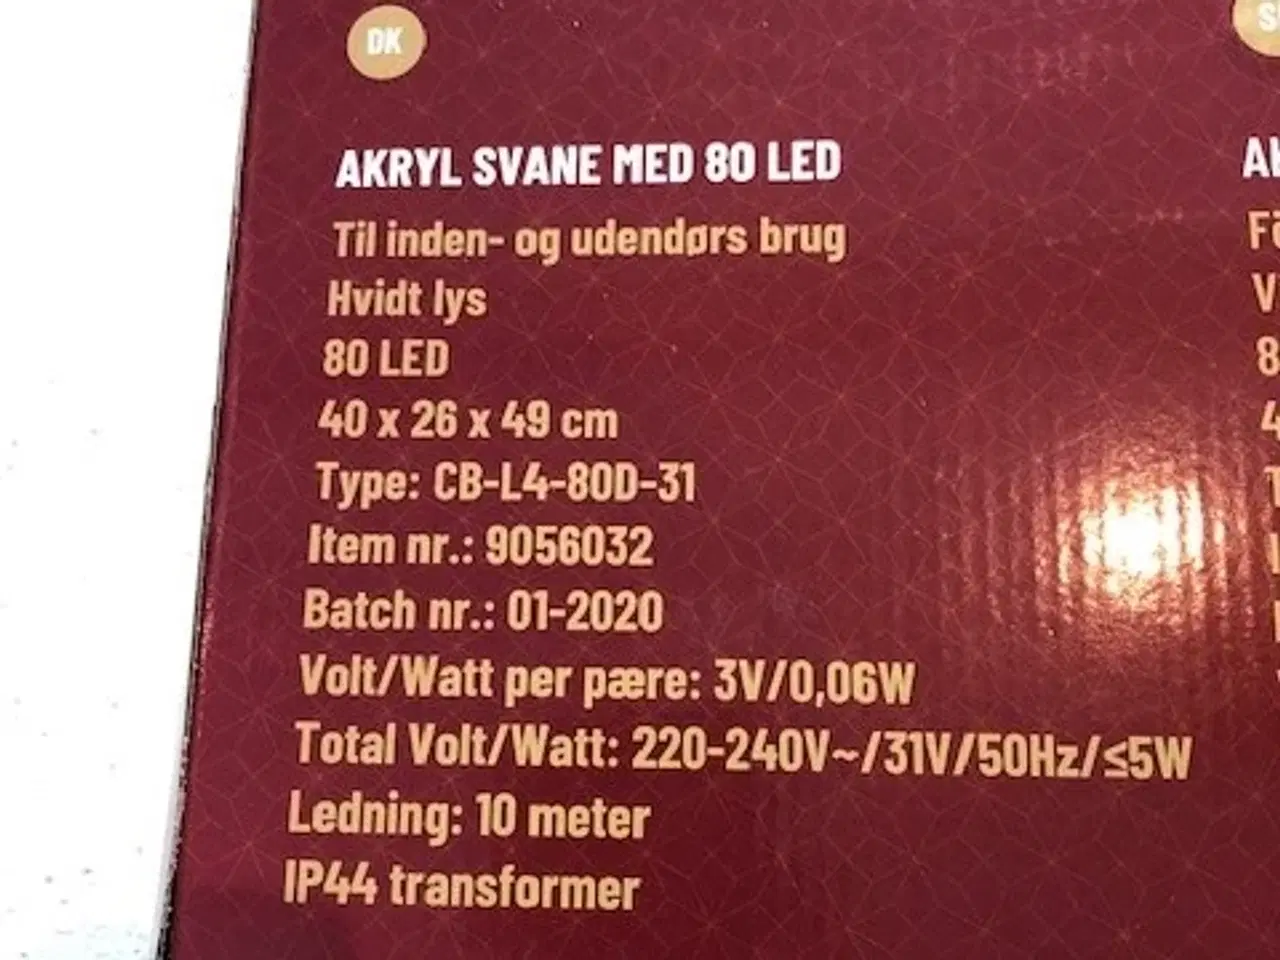 DK
AKRYL SVANE MED 80 LED
Til inden- og udendørs brug
Hvidt lys
80 LED
40 x 26 x 49 cm
Type: CB-L4-80D-31
Item nr.: 9056032
Batch nr.: 01-2020
Volt/Watt per pære: 3V/0,06W
Total Volt/Watt: 220-240V~/31V/50Hz/≤5W
Ledning: 10 meter
IP44 transformer